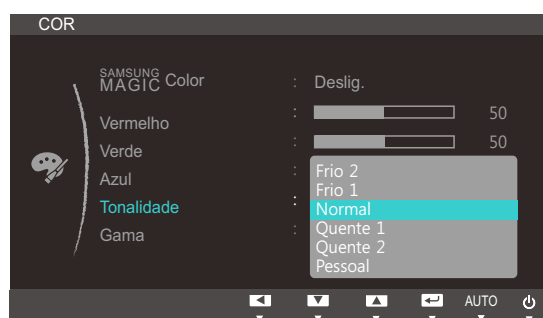 COR
SAMSUNG MAGIC Color : Deslig.
Vermelho : 50
Verde : 50
Azul
Tonalidade :
Gama :
Frio 2
Frio 1
Normal
Quente 1
Quente 2
Pessoal
AUTO